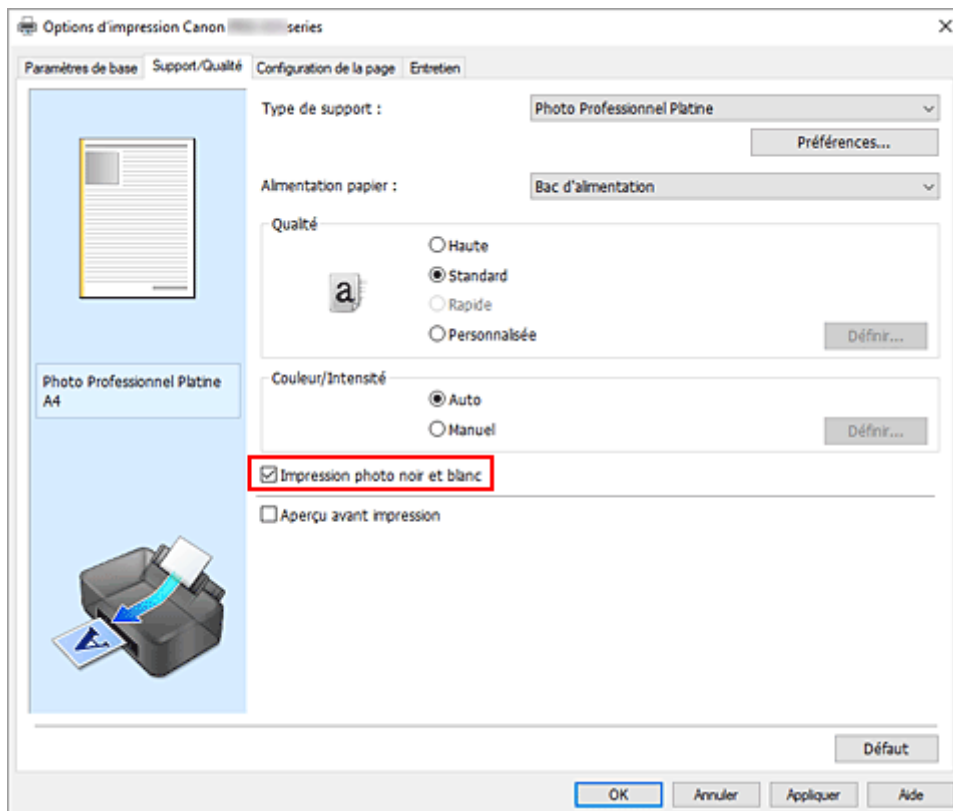 Options d'impression Canon series
Paramètres de base Support/Qualité Configuration de la page Entretien
Type de support : Photo Professionnel Platine
Préférences...
Alimentation papier : Bac d'alimentation
Qualité
Haute
a
Standard
Rapide
Personnalisée
Définir...
Photo Professionnel Platine
A4
Couleur/Intensité
Auto
Manuel
Définir...
Impression photo noir et blanc
Aperçu avant impression
A
Défaut
OK Annuler Appliquer Aide